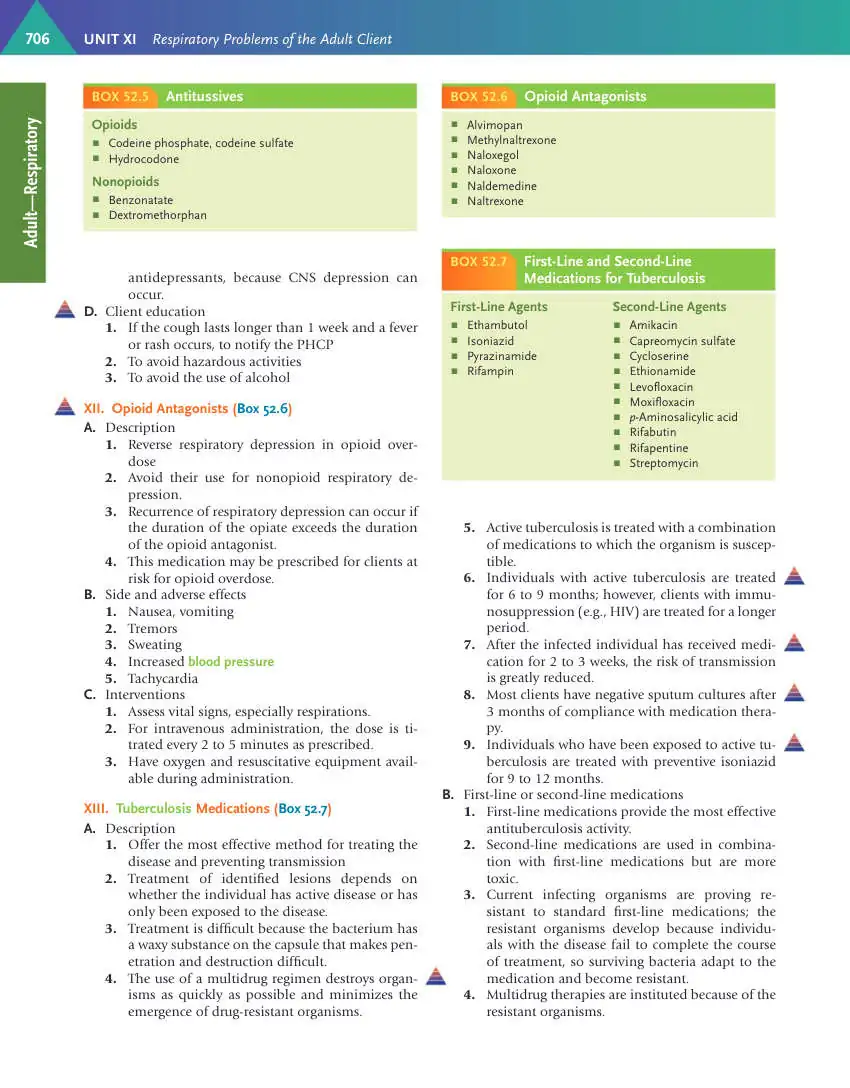 706 UNIT XI Respiratory Problems of the Adult Client
Adult—Respiratory
BOX 52.5 Antitussives
Opioids
■ Codeine phosphate, codeine sulfate
■ Hydrocodone
Nonopioids
■ Benzonatate
■ Dextromethorphan
antidepressants, because CNS depression can
occur.
D. Client education
1. If the cough lasts longer than 1 week and a fever
or rash occurs, to notify the PHCP
2. To avoid hazardous activities
3. To avoid the use of alcohol
XII. Opioid Antagonists (Box 52.6)
A. Description
1. Reverse respiratory depression in opioid over-
dose
2. Avoid their use for nonopioid respiratory de-
pression.
3. Recurrence of respiratory depression can occur if
the duration of the opiate exceeds the duration
of the opioid antagonist.
4. This medication may be prescribed for clients at
risk for opioid overdose.
B. Side and adverse effects
1. Nausea, vomiting
2. Tremors
3. Sweating
4. Increased blood pressure
5. Tachycardia
C. Interventions
1. Assess vital signs, especially respirations.
2. For intravenous administration, the dose is ti-
trated every 2 to 5 minutes as prescribed.
3. Have oxygen and resuscitative equipment avail-
able during administration.
XIII. Tuberculosis Medications (Box 52.7)
A. Description
1. Offer the most effective method for treating the
disease and preventing transmission
2. Treatment of identified lesions depends on
whether the individual has active disease or has
only been exposed to the disease.
3. Treatment is difficult because the bacterium has
a waxy substance on the capsule that makes pen-
etration and destruction difficult.
4. The use of a multidrug regimen destroys organ-
isms as quickly as possible and minimizes the
emergence of drug-resistant organisms.
BOX 52.6 Opioid Antagonists
■ Alvimopan
■ Methylnaltrexone
■ Naloxegol
■ Naloxone
■ Naldemedine
■ Naltrexone
BOX 52.7 First-Line and Second-Line
Medications for Tuberculosis
First-Line Agents
■ Ethambutol
■ Isoniazid
■ Pyrazinamide
■ Rifampin
Second-Line Agents
■ Amikacin
■ Capreomycin sulfate
■ Cycloserine
■ Ethionamide
■ Levofloxacin
■ Moxifloxacin
■ p-Aminosalicylic acid
■ Rifabutin
■ Rifapentine
■ Streptomycin
5. Active tuberculosis is treated with a combination
of medications to which the organism is suscep-
tible.
6. Individuals with active tuberculosis are treated
for 6 to 9 months; however, clients with immu-
nosuppression (e.g., HIV) are treated for a longer
period.
7. After the infected individual has received medi-
cation for 2 to 3 weeks, the risk of transmission
is greatly reduced.
8. Most clients have negative sputum cultures after
3 months of compliance with medication thera-
py.
9. Individuals who have been exposed to active tu-
berculosis are treated with preventive isoniazid
for 9 to 12 months.
B. First-line or second-line medications
1. First-line medications provide the most effective
antituberculosis activity.
2. Second-line medications are used in combina-
tion with first-line medications but are more
toxic.
3. Current infecting organisms are proving re-
sistant to standard first-line medications; the
resistant organisms develop because individu-
als with the disease fail to complete the course
of treatment, so surviving bacteria adapt to the
medication and become resistant.
4. Multidrug therapies are instituted because of the
resistant organisms.